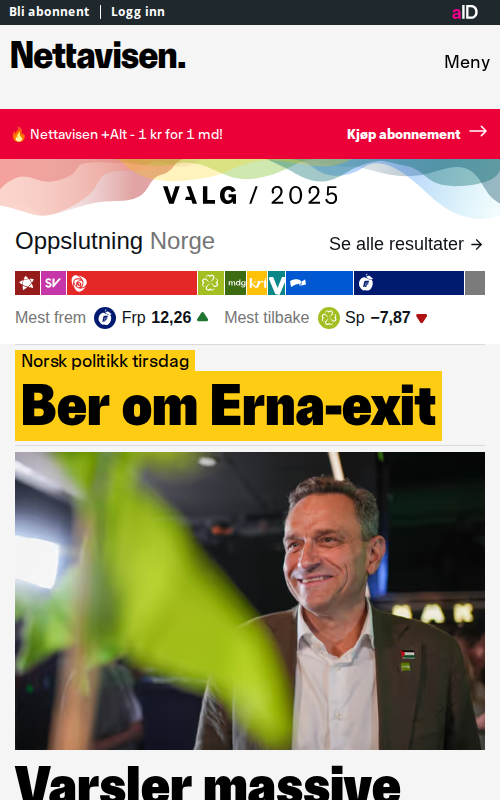 Bli abonnent | Logg inn
aID
Nettavisen.
Meny
🔥 Nettavisen +Alt - 1 kr for 1 md!
Kjøp abonnement →
VALG / 2025
Oppslutning Norge
Se alle resultater →
SV
mdg
krf
V
Mest frem Frp 12,26 ▲ Mest tilbake Sp −7,87 ▼
Norsk politikk tirsdag
Ber om Erna-exit
Varsler massive